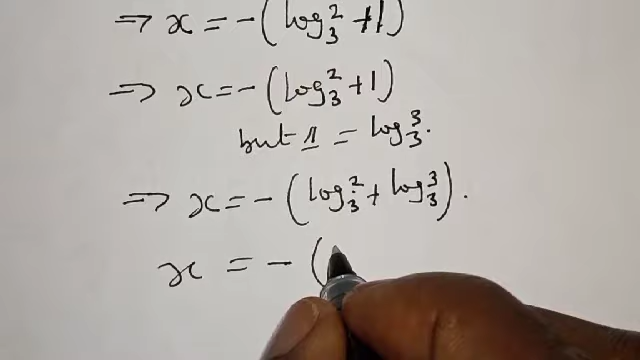 ⇒ x = -(log₃² + 1)
⇒ x = -(log₃² + 1)
but 1 = log₃³.
⇒ x = -(log₃² + log₃³).
x = -(